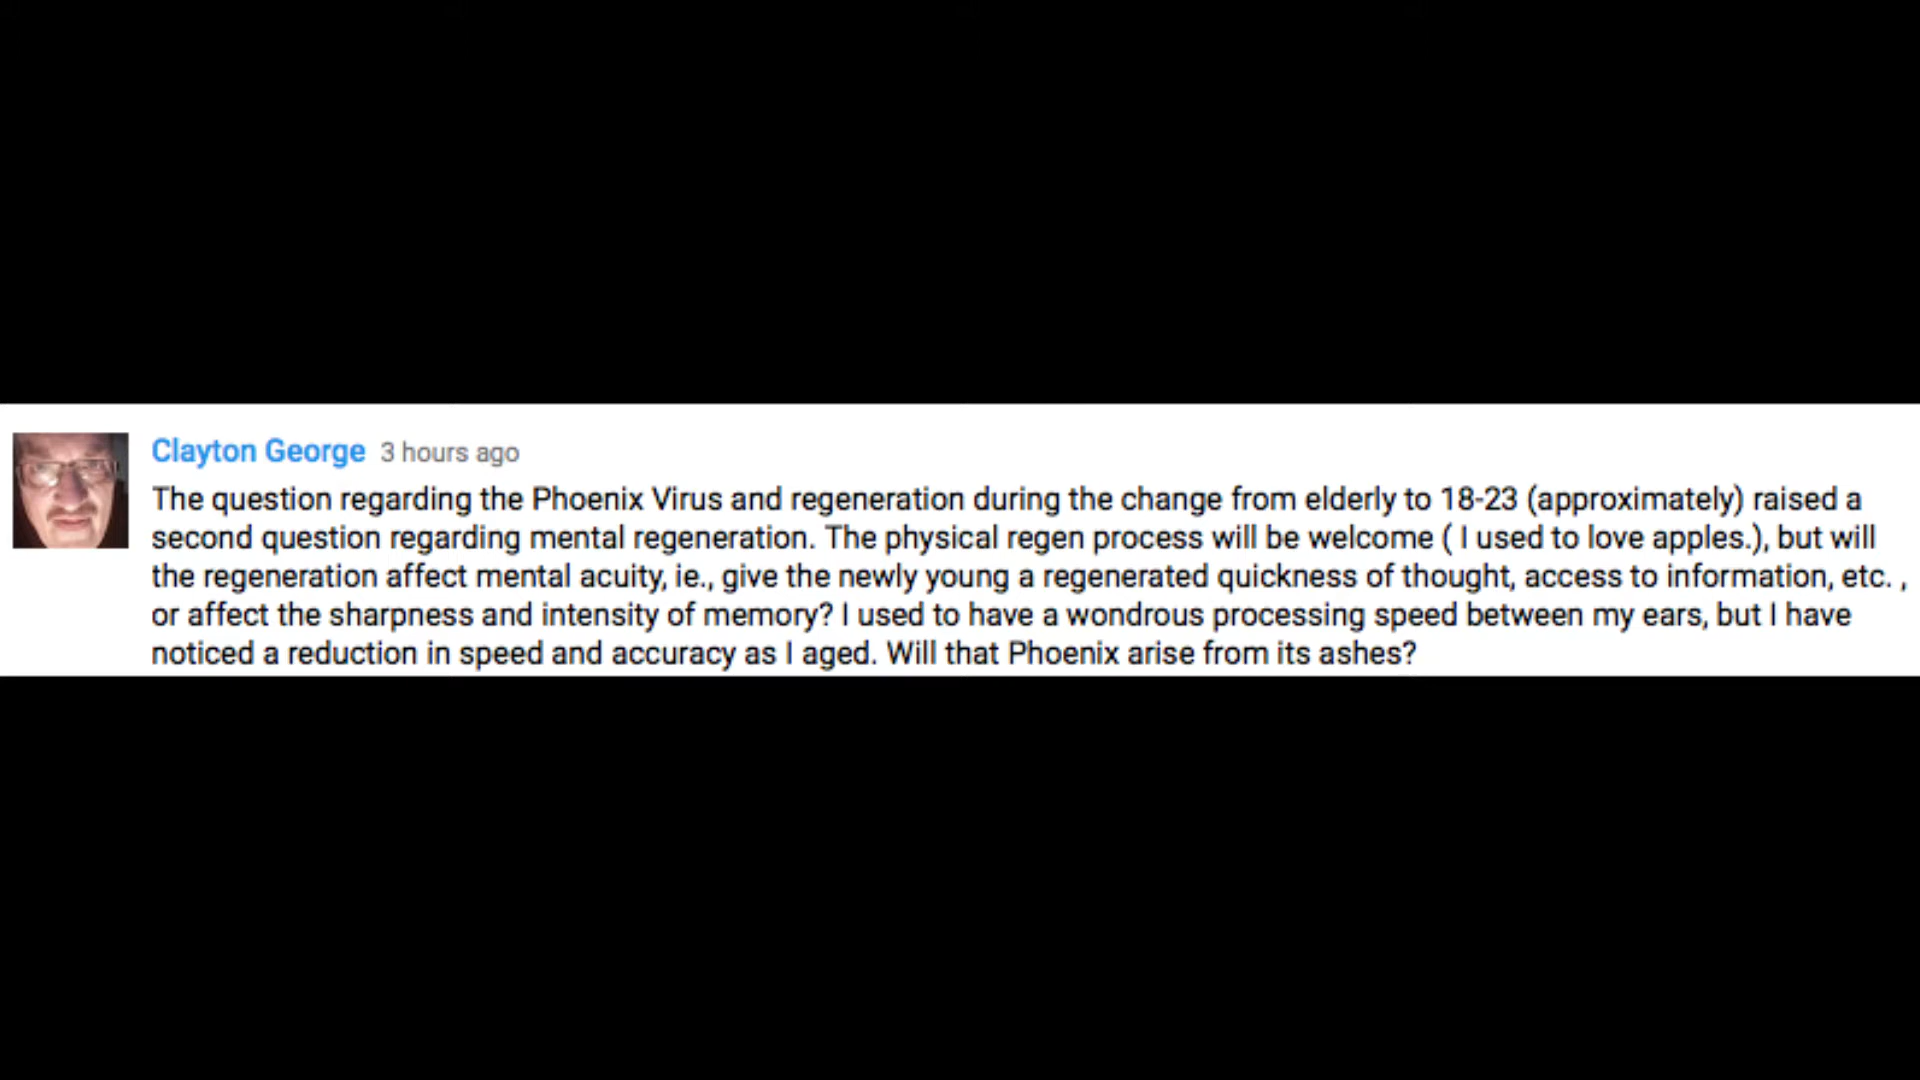 Clayton George 3 hours ago
The question regarding the Phoenix Virus and regeneration during the change from elderly to 18-23 (approximately) raised a
second question regarding mental regeneration. The physical regen process will be welcome ( I used to love apples.), but will
the regeneration affect mental acuity, ie., give the newly young a regenerated quickness of thought, access to information, etc. ,
or affect the sharpness and intensity of memory? I used to have a wondrous processing speed between my ears, but I have
noticed a reduction in speed and accuracy as I aged. Will that Phoenix arise from its ashes?